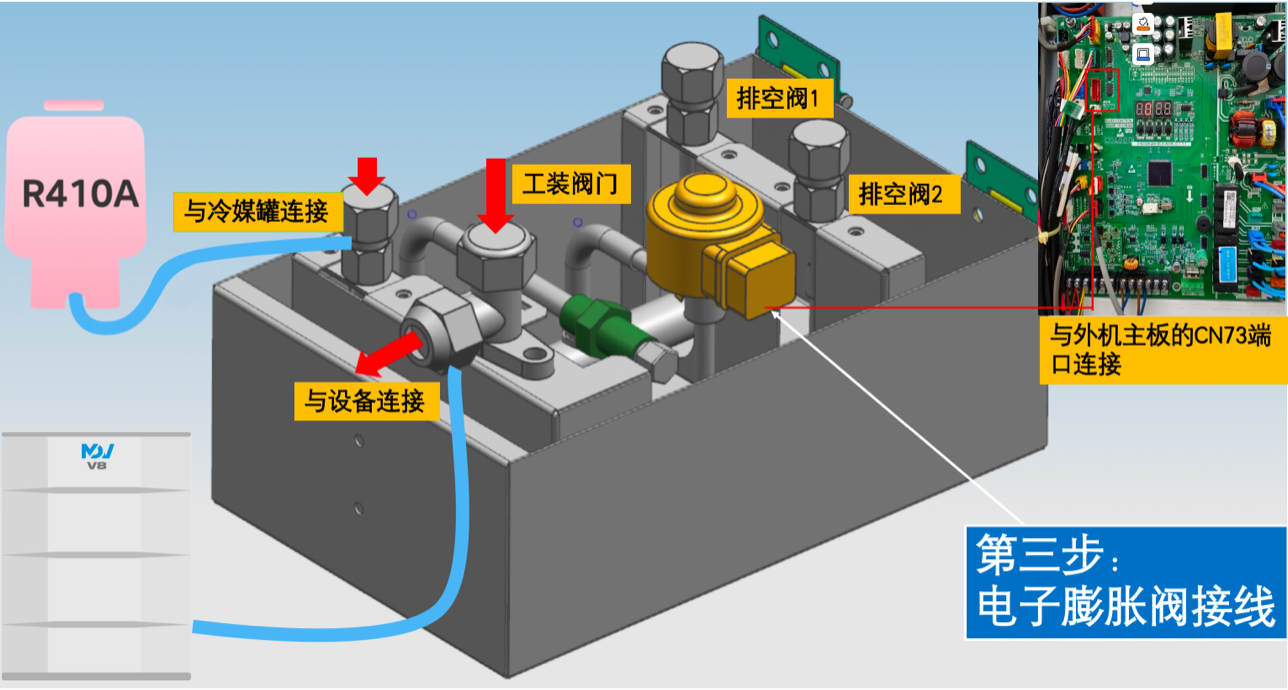 排空阀1
R410A
与冷媒罐连接
工装阀门
排空阀2
与外机主板的CN73端
口连接
与设备连接
MDV
V8
第三步：
电子膨胀阀接线